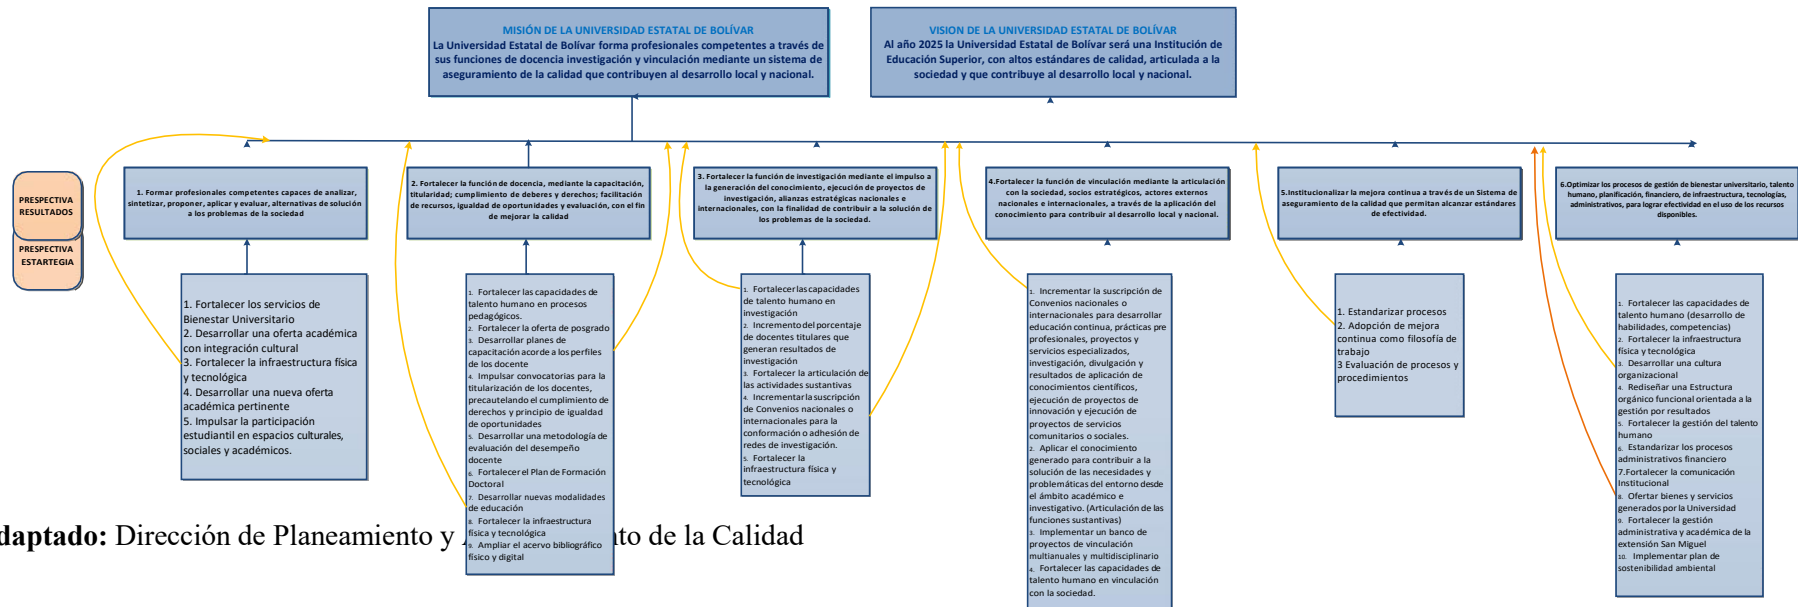 MISIÓN DE LA UNIVERSIDAD ESTATAL DE BOLÍVAR
La Universidad Estatal de Bolívar forma profesionales competentes a través de
sus funciones de docencia investigación y vinculación mediante un sistema de
aseguramiento de la calidad que contribuyen al desarrollo local y nacional.
VISION DE LA UNIVERSIDAD ESTATAL DE BOLÍVAR
Al año 2025 la Universidad Estatal de Bolívar será una Institución de
Educación Superior, con altos estándares de calidad, articulada a la
sociedad y que contribuye al desarrollo local y nacional.
PRESPECTIVA
RESULTADOS
PRESPECTIVA
ESTARTEGIA
1. Formar profesionales competentes capaces de analizar,
sintetizar, proponer, aplicar y evaluar, alternativas de solución
a los problemas de la sociedad
2. Fortalecer la función de docencia, mediante la capacitación,
titularidad; cumplimiento de deberes y derechos; facilitación
de recursos, igualdad de oportunidades y evaluación, con el fin
de mejorar la calidad
3. Fortalecer la función de investigación mediante el impulso a
la generación del conocimiento, ejecución de proyectos de
investigación, alianzas estratégicas nacionales e
internacionales, con la finalidad de contribuir a la solución de
los problemas de la sociedad.
4.Fortalecer la función de vinculación mediante la articulación
con la sociedad, socios estratégicos, actores externos
nacionales e internacionales, a través de la aplicación del
conocimiento para contribuir al desarrollo local y nacional.
5.Institucionalizar la mejora continua a través de un Sistema de
aseguramiento de la calidad que permitan alcanzar estándares
de efectividad.
6.Optimizar los procesos de gestión de bienestar universitario, talento
humano, planificación, financiero, de infraestructura, tecnologías,
administrativos, para lograr efectividad en el uso de los recursos
disponibles.
1. Fortalecer los servicios de
Bienestar Universitario
2. Desarrollar una oferta académica
con integración cultural
3. Fortalecer la infraestructura física
y tecnológica
4. Desarrollar una nueva oferta
académica pertinente
5. Impulsar la participación
estudiantil en espacios culturales,
sociales y académicos.
1. Fortalecer las capacidades de
talento humano en procesos
pedagógicos.
2. Fortalecer la oferta de posgrado
3. Desarrollar planes de
capacitación acorde a los perfiles
de los docente
4. Impulsar convocatorias para la
titularización de los docentes,
precautelando el cumplimiento de
derechos y principio de igualdad
de oportunidades
5. Desarrollar una metodología de
evaluación del desempeño
docente
6. Fortalecer el Plan de Formación
Doctoral
7. Desarrollar nuevas modalidades
de educación
8. Fortalecer la infraestructura
física y tecnológica
9. Ampliar el acervo bibliográfico
físico y digital
1. Fortalecer las capacidades
de talento humano en
investigación
2. Incremento del porcentaje
de docentes titulares que
generan resultados de
investigación
3. Fortalecer la articulación de
las actividades sustantivas
4. Incrementar la suscripción
de Convenios nacionales o
internacionales para la
conformación o adhesión de
redes de investigación.
5. Fortalecer la
infraestructura física y
tecnológica
1. Incrementar la suscripción de
Convenios nacionales o
internacionales para desarrollar
educación continua, prácticas pre
profesionales, proyectos y
servicios especializados,
investigación, divulgación y
resultados de aplicación de
conocimientos científicos,
ejecución de proyectos de
innovación y ejecución de
proyectos de servicios
comunitarios o sociales.
2. Aplicar el conocimiento
generado para contribuir a la
solución de las necesidades y
problemáticas del entorno desde
el ámbito académico e
investigativo. (Articulación de las
funciones sustantivas)
3. Implementar un banco de
proyectos de vinculación
multianuales y multidisciplinario
4. Fortalecer las capacidades de
talento humano en vinculación
con la sociedad.
1. Estandarizar procesos
2. Adopción de mejora
continua como filosofía de
trabajo
3 Evaluación de procesos y
procedimientos
1. Fortalecer las capacidades de
talento humano (desarrollo de
habilidades, competencias)
2. Fortalecer la infraestructura
física y tecnológica
3. Desarrollar una cultura
organizacional
4. Rediseñar una Estructura
orgánico funcional orientada a la
gestión por resultados
5. Fortalecer la gestión del talento
humano
6. Estandarizar los procesos
administrativos financiero
7.Fortalecer la comunicación
Institucional
8. Ofertar bienes y servicios
generados por la Universidad
9. Fortalecer la gestión
administrativa y académica de la
extensión San Miguel
10. Implementar plan de
sostenibilidad ambiental
daptado: Dirección de Planeamiento y to de la Calidad